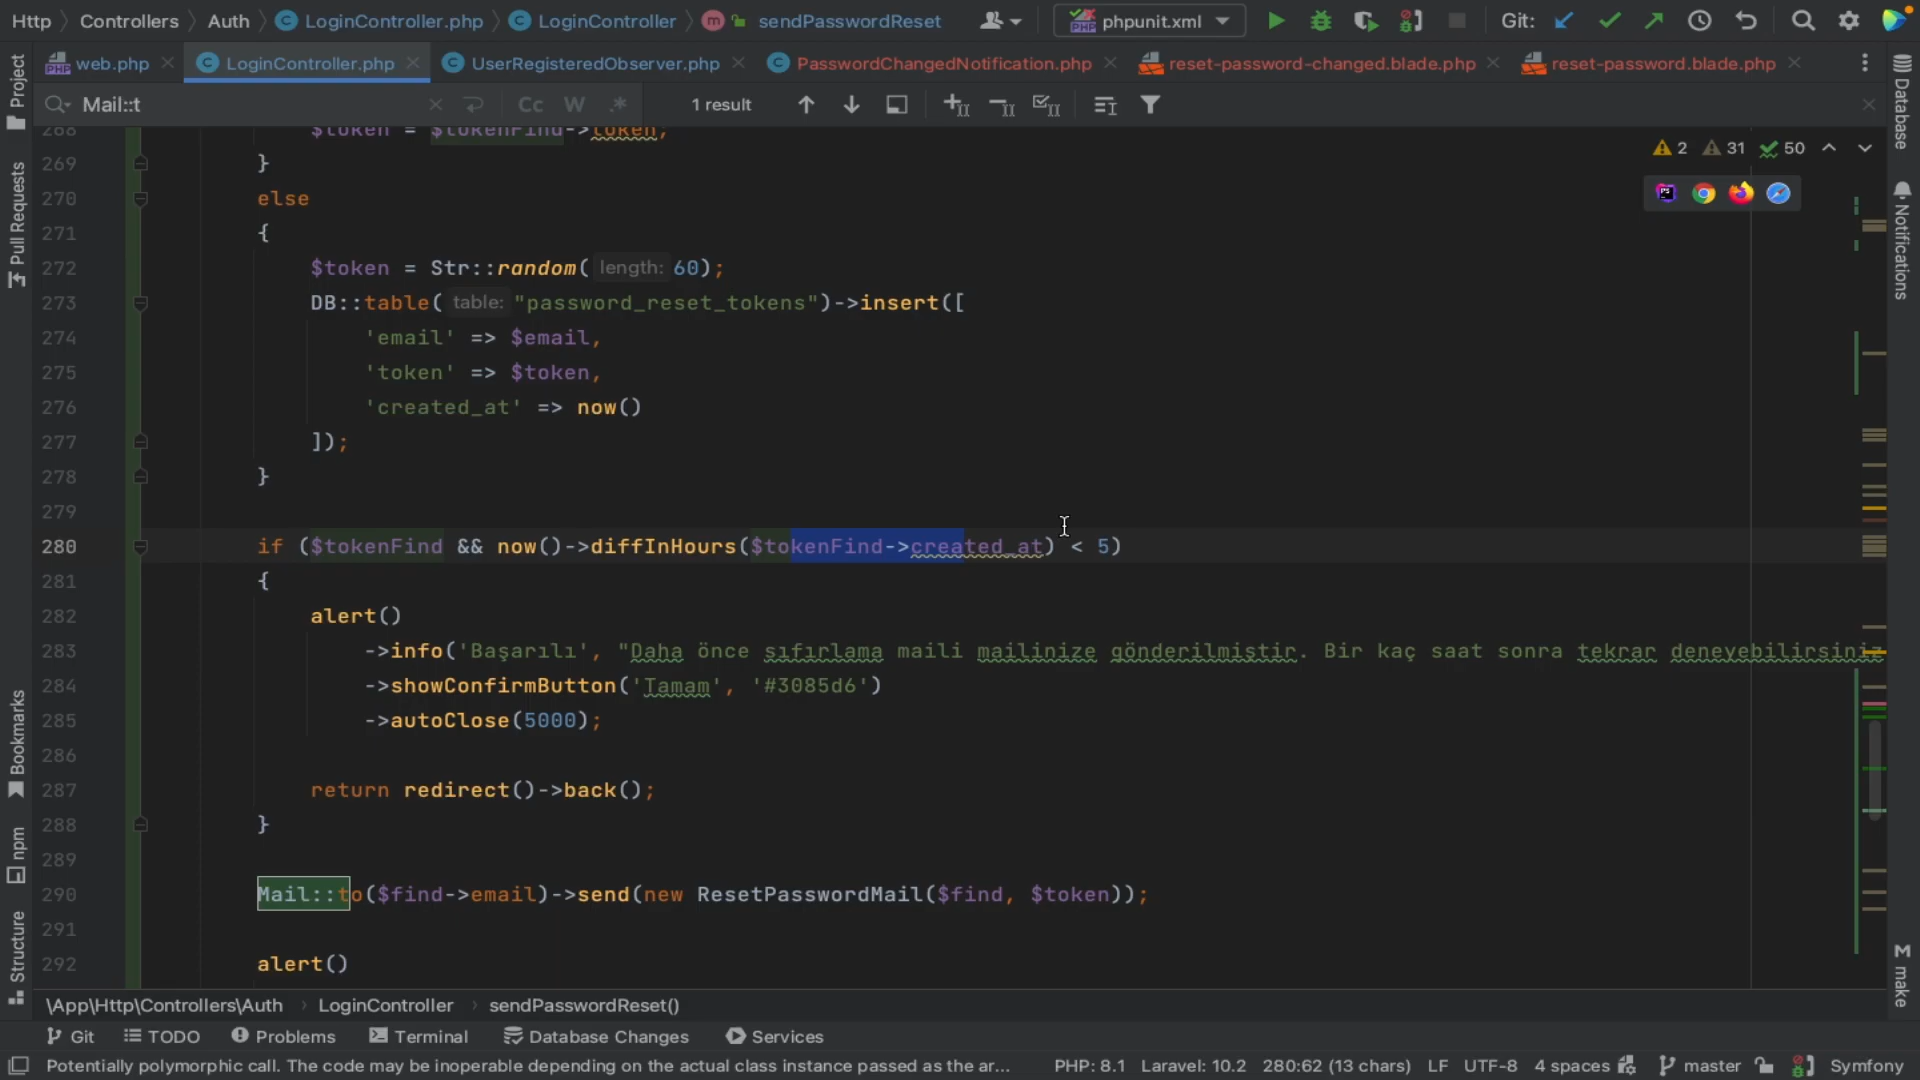 Http Controllers Auth LoginController.php LoginController sendPasswordReset phpunit.xml Git:
web.php LoginController.php UserRegisteredObserver.php PasswordChangedNotification.php reset-password-changed.blade.php reset-password.blade.php
Mail::t Cc W .* 1 result
268 $token = $tokenFind->token;
269 }
270 else
271 {
272 $token = Str::random( length: 60);
273 DB::table( table: "password_reset_tokens")->insert([
274 'email' => $email,
275 'token' => $token,
276 'created_at' => now()
277 ]);
278 }
279
280 if ($tokenFind && now()->diffInHours($tokenFind->created_at) < 5)
281 {
282 alert()
283 ->info('Başarılı', "Daha önce sıfırlama maili mailinize gönderilmiştir. Bir kaç saat sonra tekrar deneyebilirsiniz
284 ->showConfirmButton('Tamam', '#3085d6')
285 ->autoClose(5000);
286
287 return redirect()->back();
288 }
289
290 Mail::to($find->email)->send(new ResetPasswordMail($find, $token));
291
292 alert()
2 31 50
Project
Pull Requests
Bookmarks
npm
Structure
Database
Notifications
make
\App\Http\Controllers\Auth LoginController sendPasswordReset()
Git TODO Problems Terminal Database Changes Services
Potentially polymorphic call. The code may be inoperable depending on the actual class instance passed as the ar... PHP: 8.1 Laravel: 10.2 280:62 (13 chars) LF UTF-8 4 spaces master Symfony